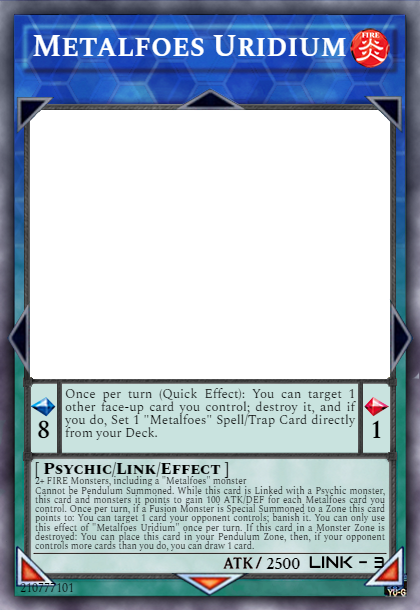 METALFOES URIDIUM
FIRE
炎
Once per turn (Quick Effect): You can target 1
other face-up card you control; destroy it, and if
you do, Set 1 "Metalfoes" Spell/Trap Card directly
from your Deck.
8
1
[ PSYCHIC/LINK/EFFECT ]
2+ FIRE Monsters, including a "Metalfoes" monster
Cannot be Pendulum Summoned. While this card is Linked with a Psychic monster,
this card and monsters it points to gain 100 ATK/DEF for each Metalfoes card you
control. Once per turn, if a Fusion Monster is Special Summoned to a Zone this card
points to: You can target 1 card your opponent controls; banish it. You can only use
this effect of "Metalfoes Uridium" once per turn. If this card in a Monster Zone is
destroyed: You can place this card in your Pendulum Zone, then, if your opponent
controls more cards than you do, you can draw 1 card.
ATK/ 2500 LINK - 3
210777101
YU-G